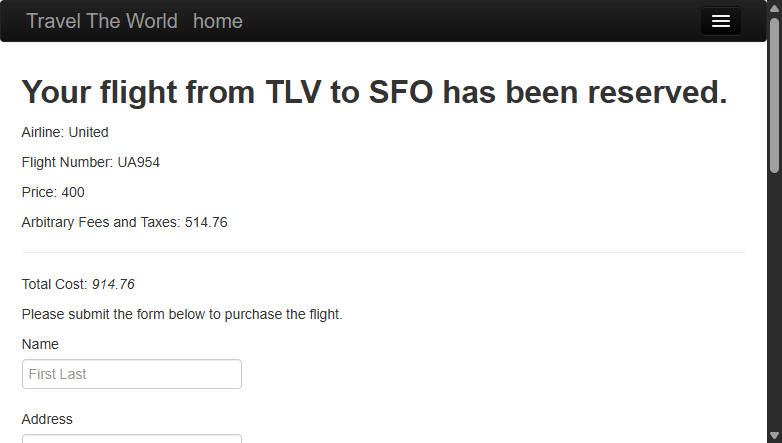 Travel The World home
Your flight from TLV to SFO has been reserved.
Airline: United
Flight Number: UA954
Price: 400
Arbitrary Fees and Taxes: 514.76
Total Cost: 914.76
Please submit the form below to purchase the flight.
Name
First Last
Address